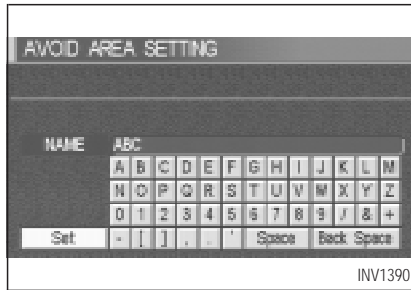 AVOID AREA SETTING
NAME ABC
A B C D E F G H I J K L M
N O P Q R S T U V W X Y Z
0 1 2 3 4 5 6 7 8 9 / & +
Set - [ ] , . ' Space Back Space
INV1390